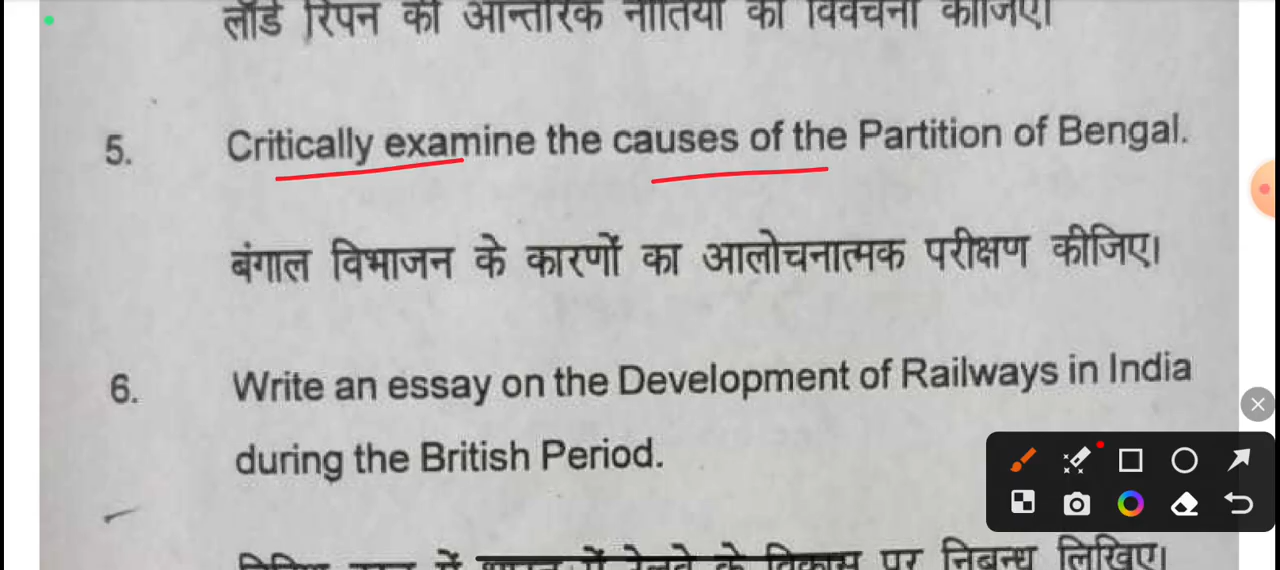 लॉर्ड रिपन की आन्तरिक नीतियों की विवेचना कीजिए।
5. Critically examine the causes of the Partition of Bengal.
बंगाल विभाजन के कारणों का आलोचनात्मक परीक्षण कीजिए।
6. Write an essay on the Development of Railways in India
during the British Period.
में भारत में रेलवे के विकास पर निबन्ध लिखिए।